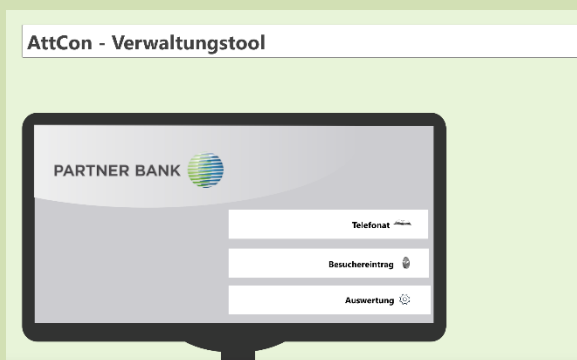 AttCon - Verwaltungstool
PARTNER BANK
Telefonat
Besuchereintrag
Auswertung